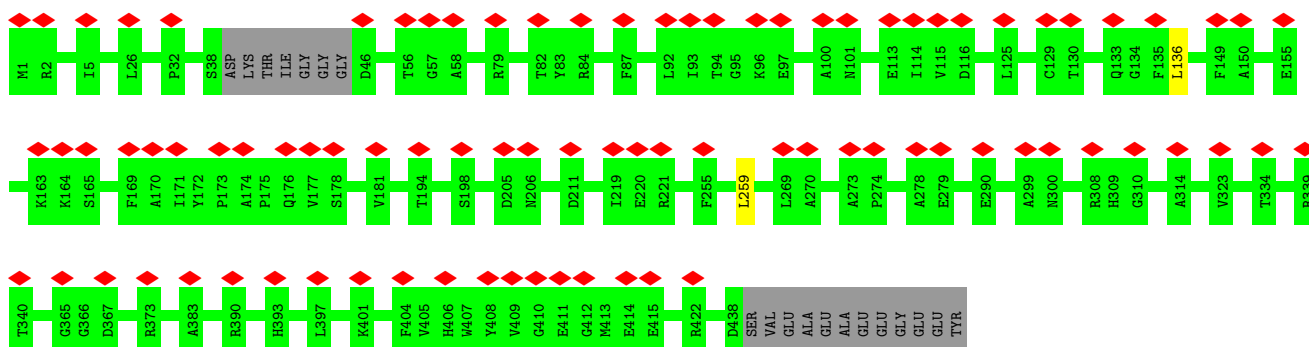 M1 R2 I5 L26 P32 S38 ASP LYS THR ILE GLY GLY GLY D46 T56 G57 A58 R79 T82 Y83 R84 F87 L92 I93 T94 G95 K96 E97 A100 N101 E113 I114 V115 D116 L125 C129 T130 Q133 G134 F135 L136 F149 A150 E155
K163 K164 S165 F169 A170 I171 Y172 P173 A174 P175 Q176 V177 S178 V181 T194 S198 D205 N206 D211 I219 E220 R221 F255 L259 L269 A270 A273 P274 A278 E279 E290 A299 N300 R308 H309 G310 A314 V323 T334 R339
T340 G365 G366 D367 R373 A383 R390 H393 L397 K401 F404 V405 H406 W407 Y408 V409 G410 E411 G412 M413 E414 E415 R422 D438 SER VAL GLU ALA GLU ALA GLU GLU GLY GLU GLU TYR